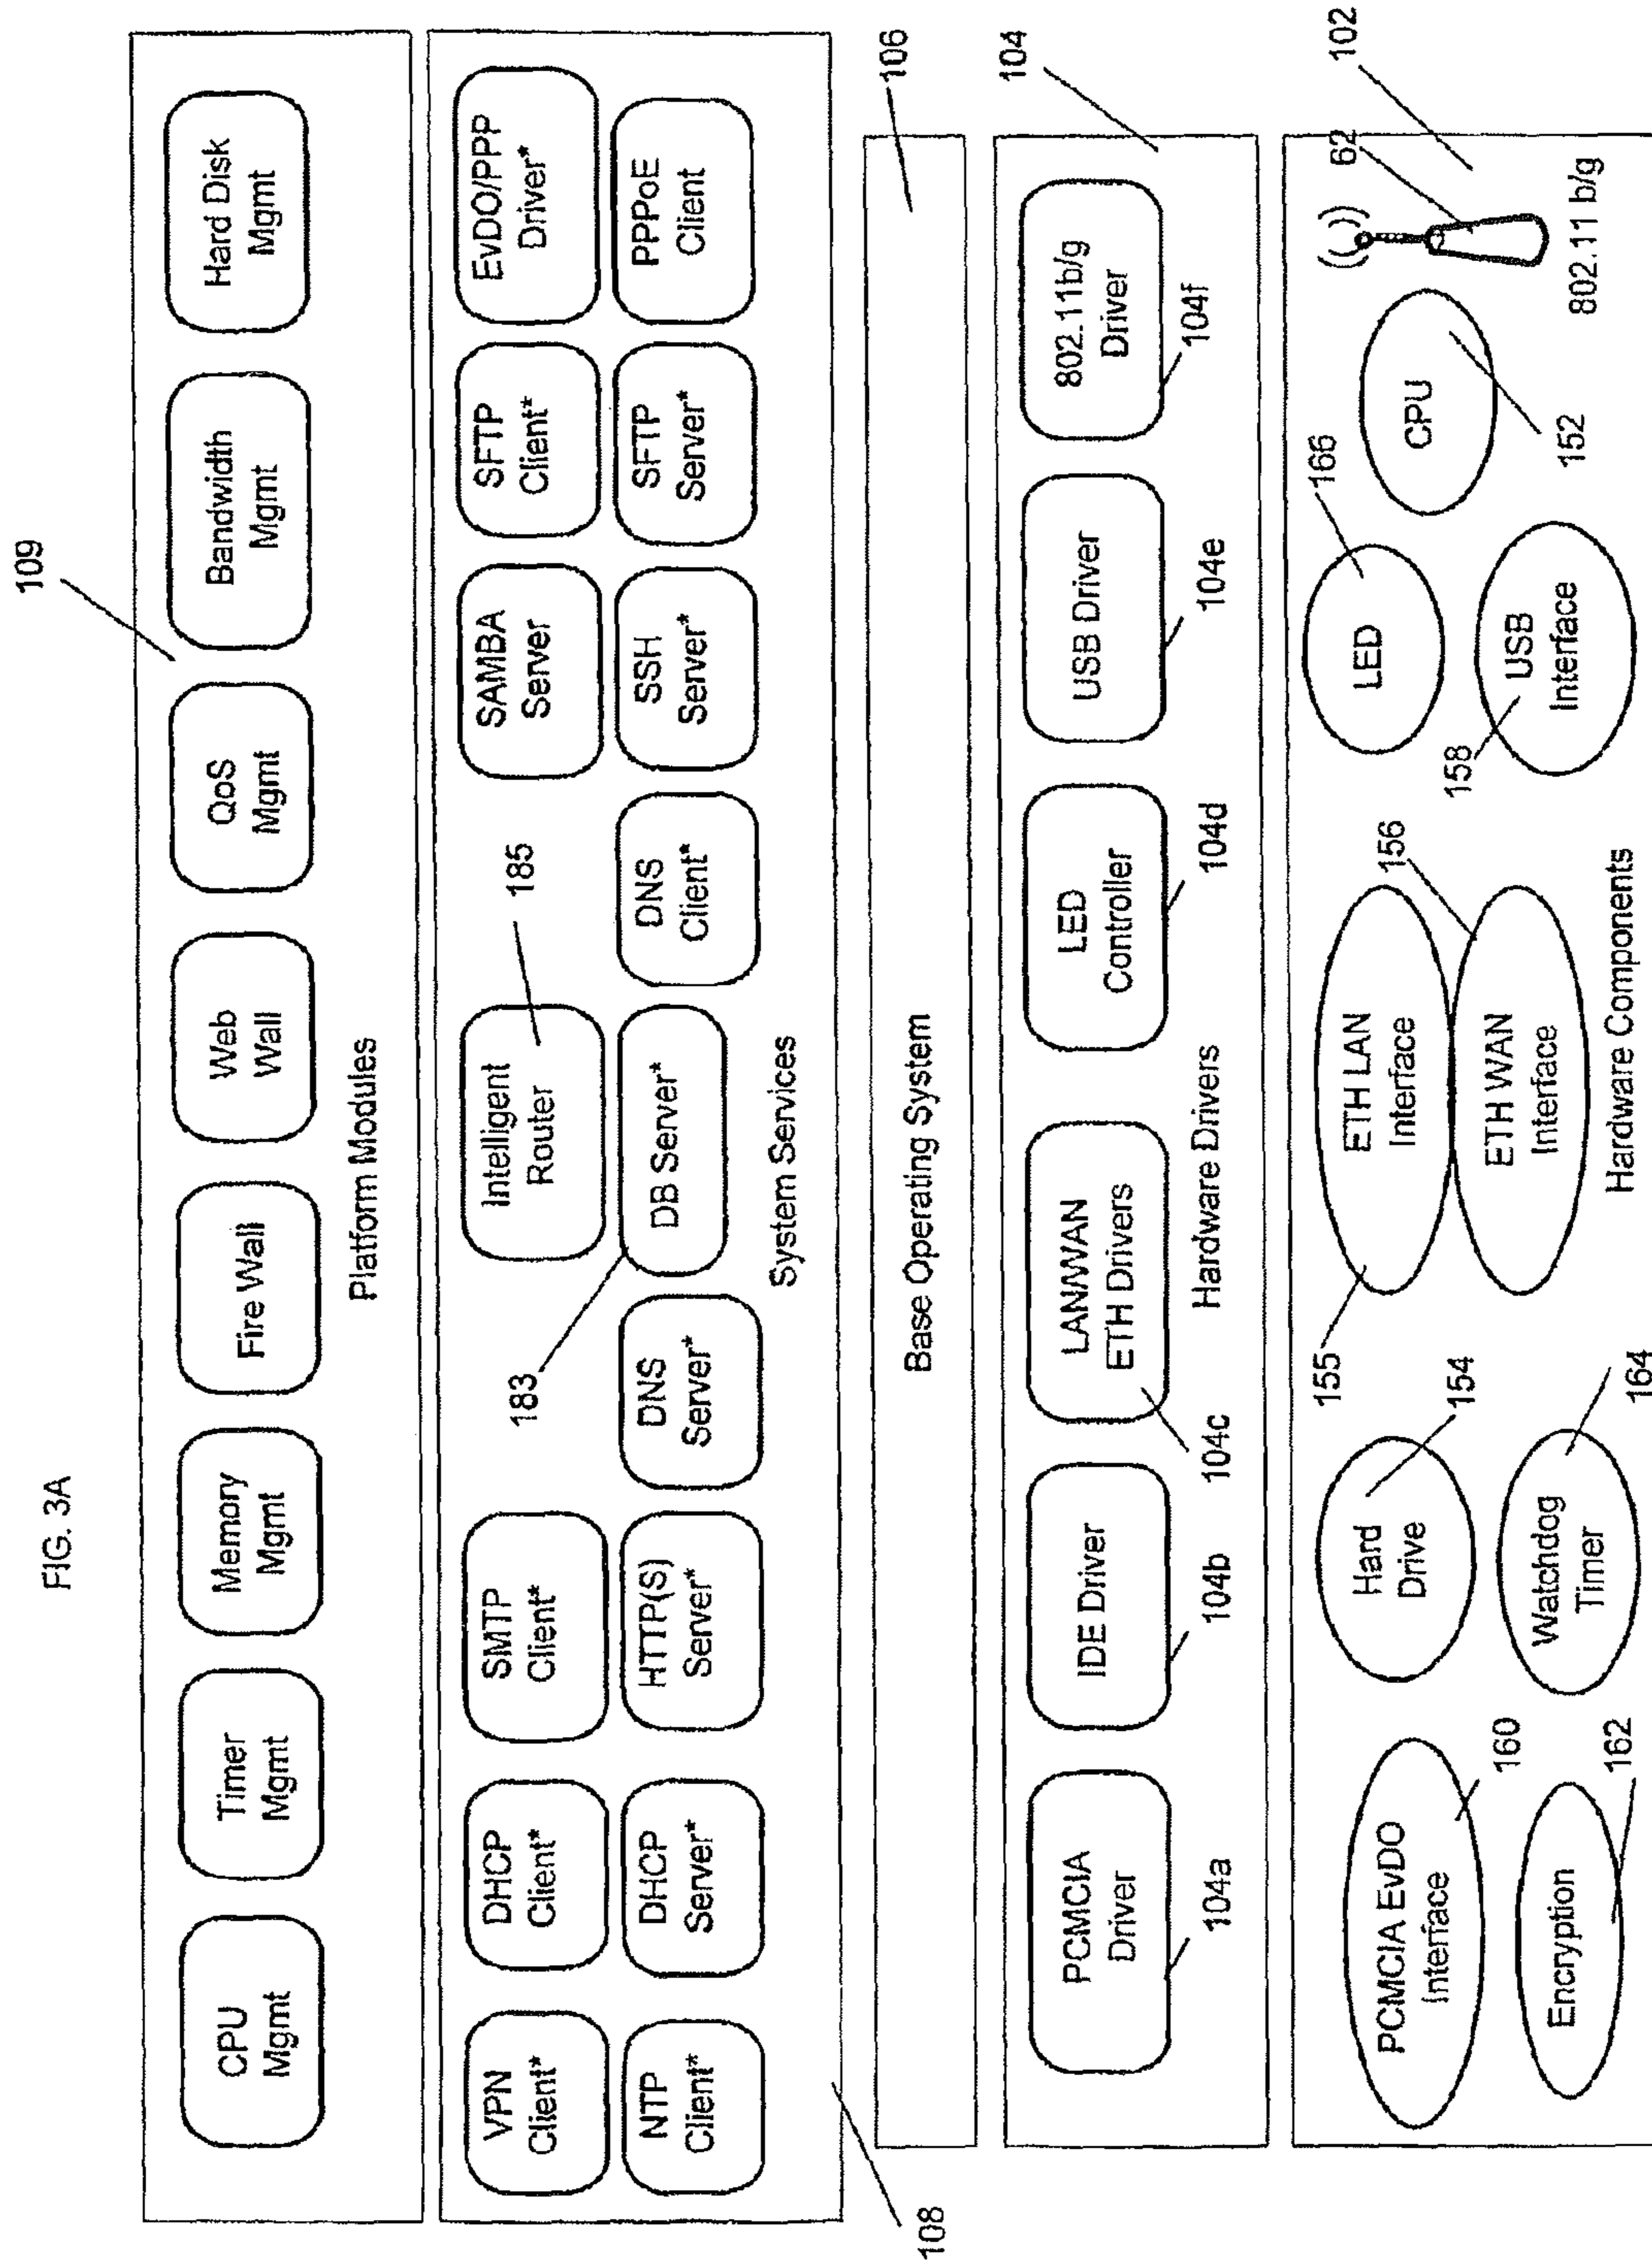 FIG. 3A
109
CPU
Mgmt
Timer
Mgmt
Memory
Mgmt
Fire Wall
Web
Wall
QoS
Mgmt
Bandwidth
Mgmt
Hard Disk
Mgmt
Platform Modules
VPN
Client*
DHCP
Client*
SMTP
Client*
Intelligent
Router
185
SAMBA
Server
SFTP
Client*
EvDO/PPP
Driver*
NTP
Client*
DHCP
Server*
HTTP(S)
Server*
DNS
Server*
183
DB Server*
DNS
Client*
SSH
Server*
SFTP
Server*
PPPoE
Client
System Services
108
Base Operating System
106
PCMCIA
Driver
104a
IDE Driver
104b
LAN/WAN
ETH Drivers
104c
LED
Controller
104d
USB Driver
104e
802.11b/g
Driver
104f
104
Hardware Drivers
PCMCIA EvDO
Interface
160
Encryption
162
Hard
Drive
154
Watchdog
Timer
164
155
ETH LAN
Interface
ETH WAN
Interface
156
LED
166
158
USB
Interface
CPU
152
62
802.11 b/g
102
Hardware Components